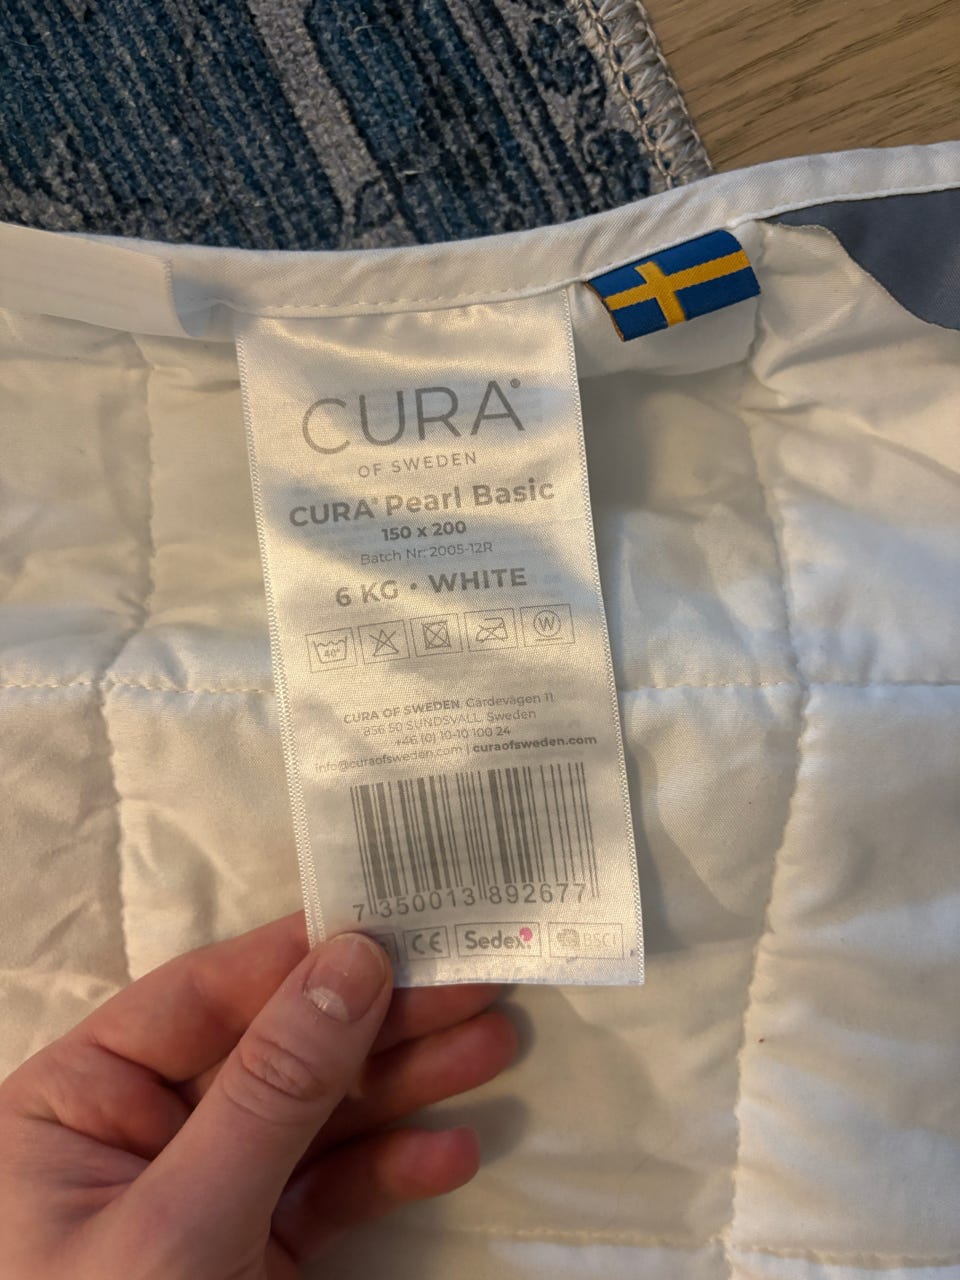 CURA®
OF SWEDEN
CURA® Pearl Basic
150 x 200
Batch Nr: 2005-12R
6 KG • WHITE
40°
W
CURA OF SWEDEN, Gärdevägen 11
856 50 SUNDSVALL, Sweden
+46 (0) 10-10 100 24
info@curaofsweden.com | curaofsweden.com
7 350013 892677
CE Sedex BSCI